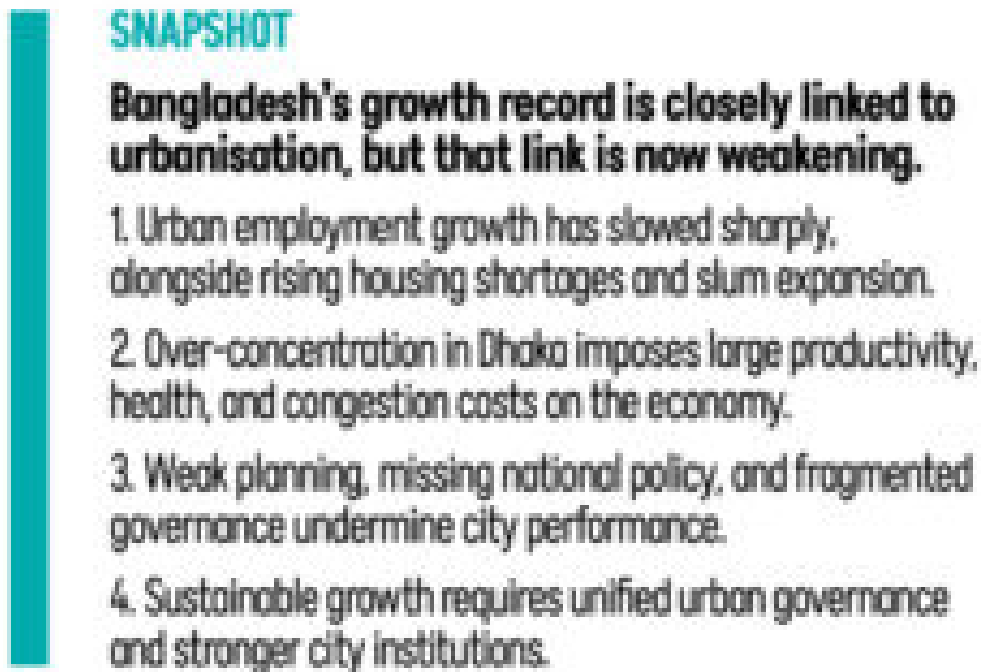 SNAPSHOT
Bangladesh's growth record is closely linked to
urbanisation, but that link is now weakening.
1. Urban employment growth has slowed sharply,
alongside rising housing shortages and slum expansion.
2. Over-concentration in Dhaka imposes large productivity,
health, and congestion costs on the economy.
3. Weak planning, missing national policy, and fragmented
governance undermine city performance.
4. Sustainable growth requires unified urban governance
and stronger city institutions.